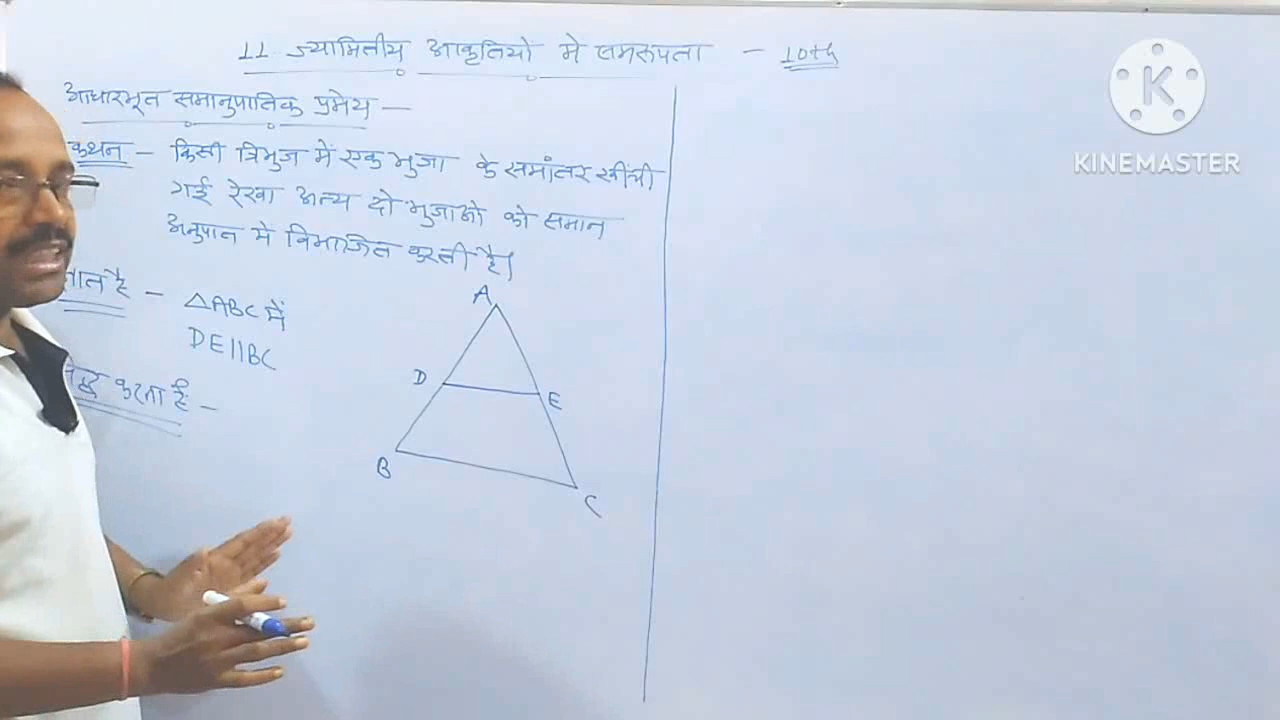 11 ज्यामितीय आकृतियों में समरूपता - 10th
आधारभूत समानुपातिक प्रमेय -
कथन - किसी त्रिभुज में एक भुजा के समांतर खींची
गई रेखा अन्य दो भुजाओ को समान
अनुपात मे विभाजित करती है।
है - △ABC में
DE||BC
करना है -
A
D
E
B
C
K
KINEMASTER